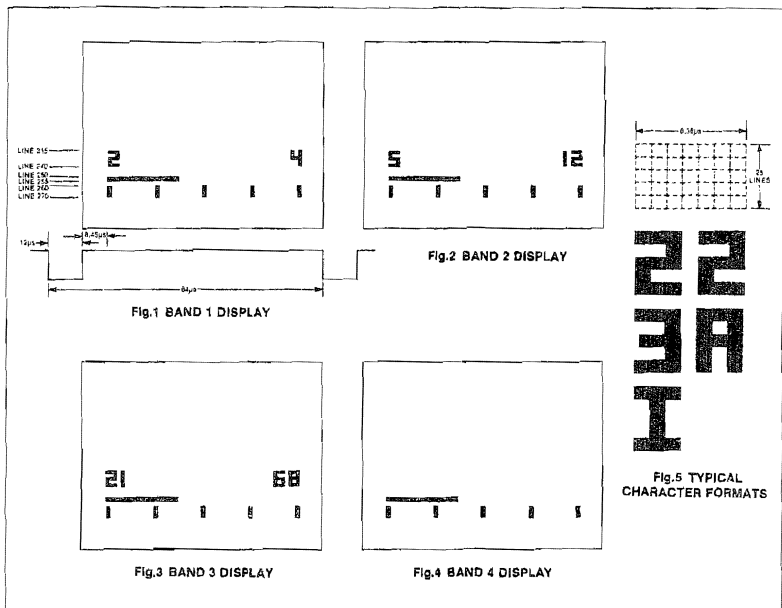 LINE 215
LINE 240
LINE 250
LINE 255
LINE 260
LINE 270
2
4
5
12
12µs
8.45µs
64µs
Fig.1 BAND 1 DISPLAY
Fig.2 BAND 2 DISPLAY
25
LINES
22
3A
I
21
68
Fig.3 BAND 3 DISPLAY
Fig.4 BAND 4 DISPLAY
Fig.5 TYPICAL
CHARACTER FORMATS